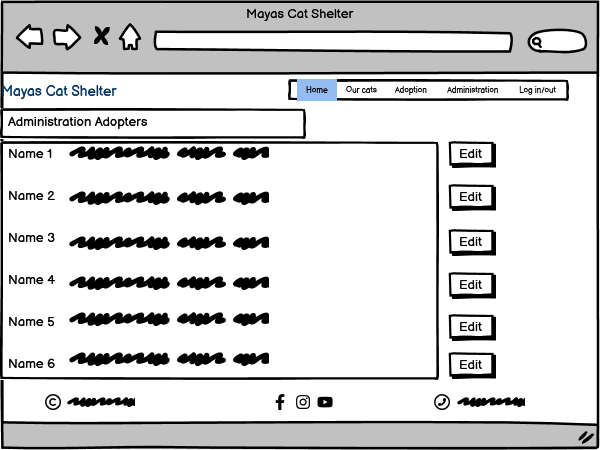 Mayas Cat Shelter
Mayas Cat Shelter
Home Our cats Adoption Administration Log in/out
Administration Adopters
Name 1 Edit
Name 2 Edit
Name 3 Edit
Name 4 Edit
Name 5 Edit
Name 6 Edit